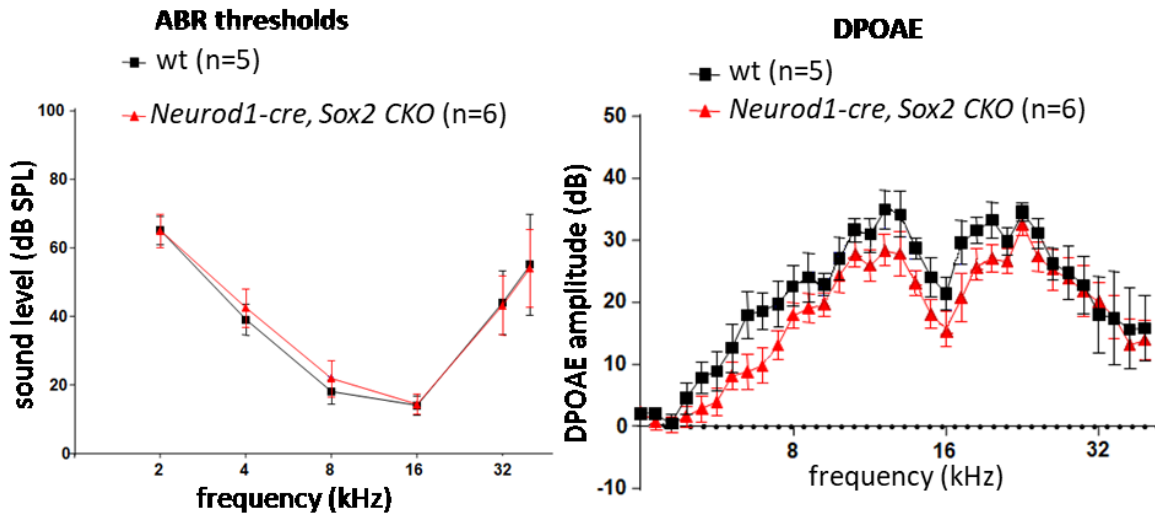 ABR thresholds
wt (n=5)
Neurod1-cre, Sox2 CKO (n=6)
100
80
60
40
20
0
sound level (dB SPL)
2 4 8 16 32
frequency (kHz)
DPOAE
wt (n=5)
Neurod1-cre, Sox2 CKO (n=6)
50
40
30
20
10
0
-10
DPOAE amplitude (dB)
8 16 32
frequency (kHz)